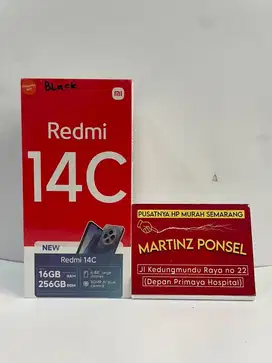 BLacK
mi
Redmi
14C
NEW
Redmi 14C
16GB
256GB
PUSATNYA HP MURAH SEMARANG
MARTINZ PONSEL
Jl Kedungmundu Raya no 22
(Depan Primaya Hospital))